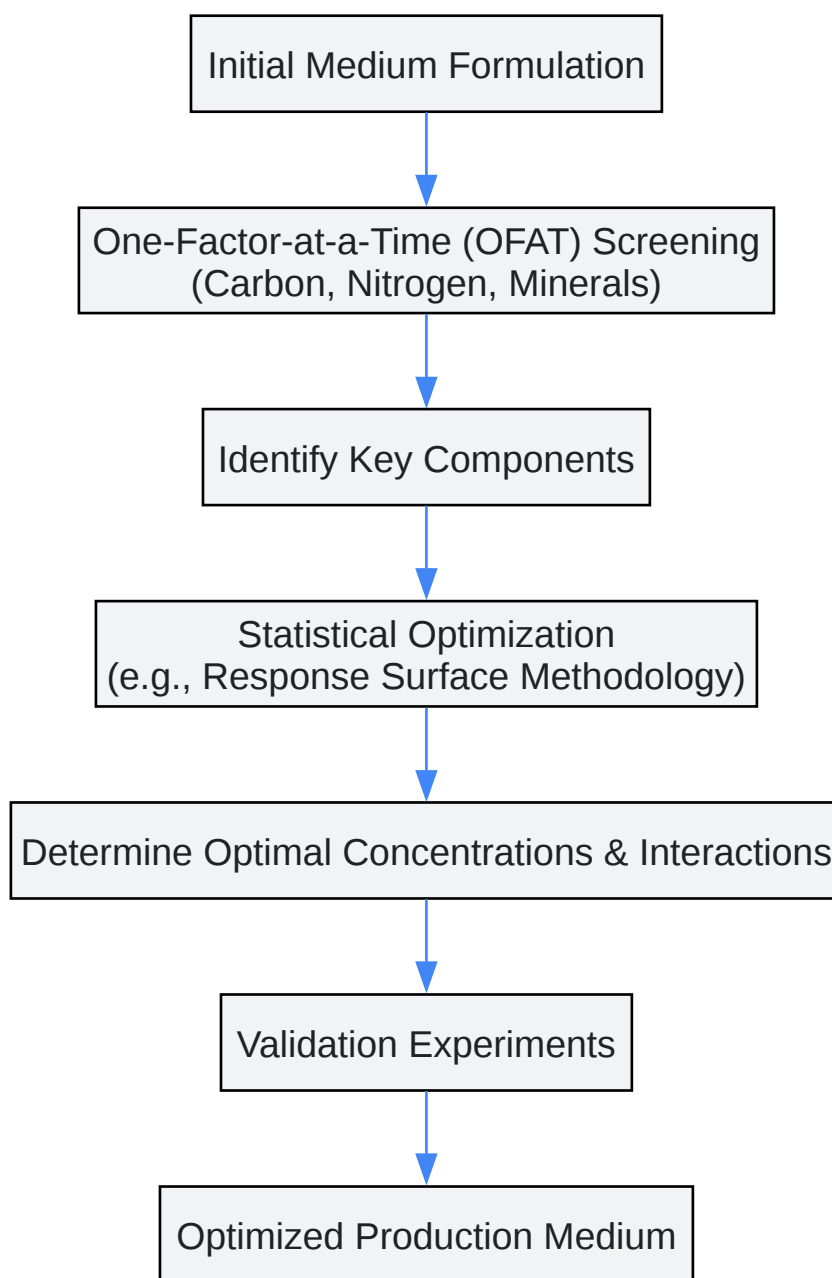 Initial Medium Formulation
One-Factor-at-a-Time (OFAT) Screening
(Carbon, Nitrogen, Minerals)
Identify Key Components
Statistical Optimization
(e.g., Response Surface Methodology)
Determine Optimal Concentrations & Interactions
Validation Experiments
Optimized Production Medium